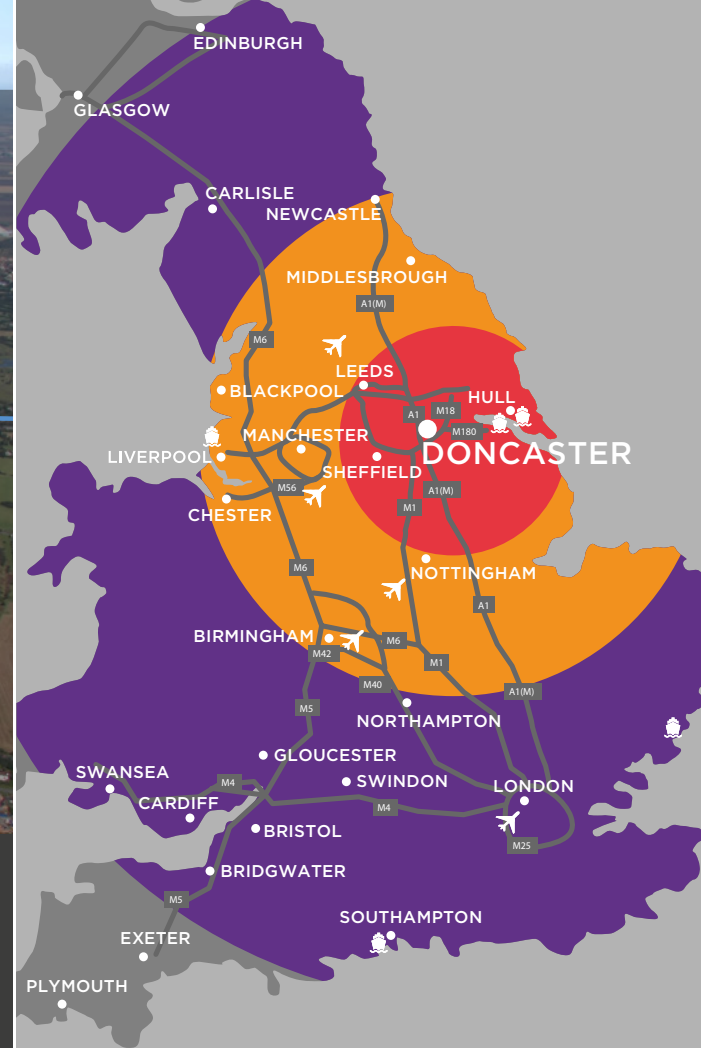 EDINBURGH
GLASGOW
CARLISLE
NEWCASTLE
MIDDLESBROUGH
A1(M)
M6
LEEDS
BLACKPOOL
HULL
A1
M18
M180
MANCHESTER
DONCASTER
LIVERPOOL
SHEFFIELD
M56
A1(M)
CHESTER
M1
M6
NOTTINGHAM
A1
BIRMINGHAM
M6
M42
M1
M40
A1(M)
M5
NORTHAMPTON
GLOUCESTER
SWANSEA
M4
SWINDON
LONDON
CARDIFF
M4
BRISTOL
M25
BRIDGWATER
M5
SOUTHAMPTON
EXETER
PLYMOUTH